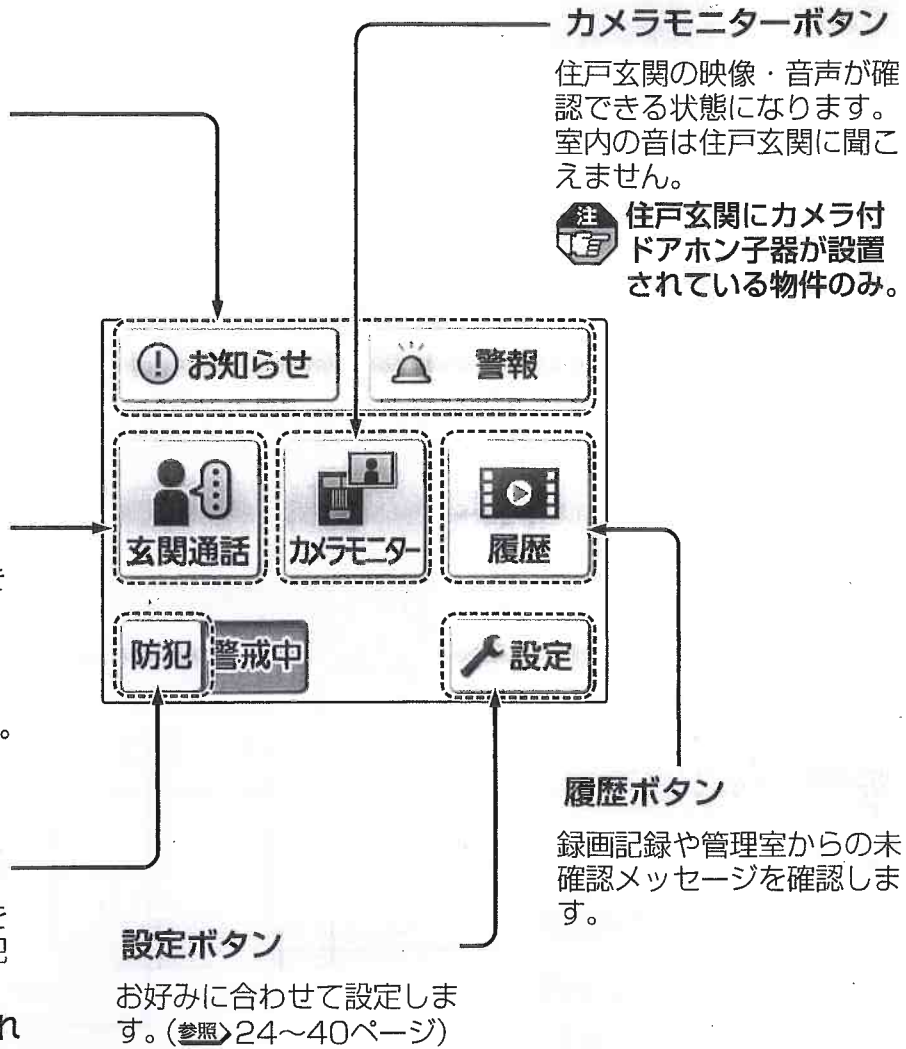 カメラモニターボタン
住戸玄関の映像・音声が確
認できる状態になります。
室内の音は住戸玄関に聞こ
えません。
注 住戸玄関にカメラ付
ドアホン子器が設置
されている物件のみ。
お知らせ 警報
玄関通話 カメラモニター 履歴
防犯 警戒中 設定
。
履歴ボタン
録画記録や管理室からの未
確認メッセージを確認しま
す。
設定ボタン
お好みに合わせて設定しま
す。(参照 24〜40ページ)
れ